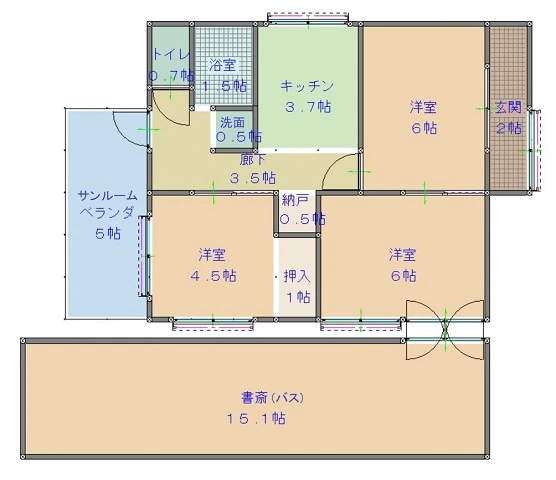 トイレ
0.7帖
浴室
1.5帖
キッチン
3.7帖
洋室
6帖
玄関
2帖
洗面
0.5帖
廊下
3.5帖
サンルーム
ベランダ
5帖
納戸
0.5帖
洋室
4.5帖
押入
1帖
洋室
6帖
書斎(バス)
15.1帖